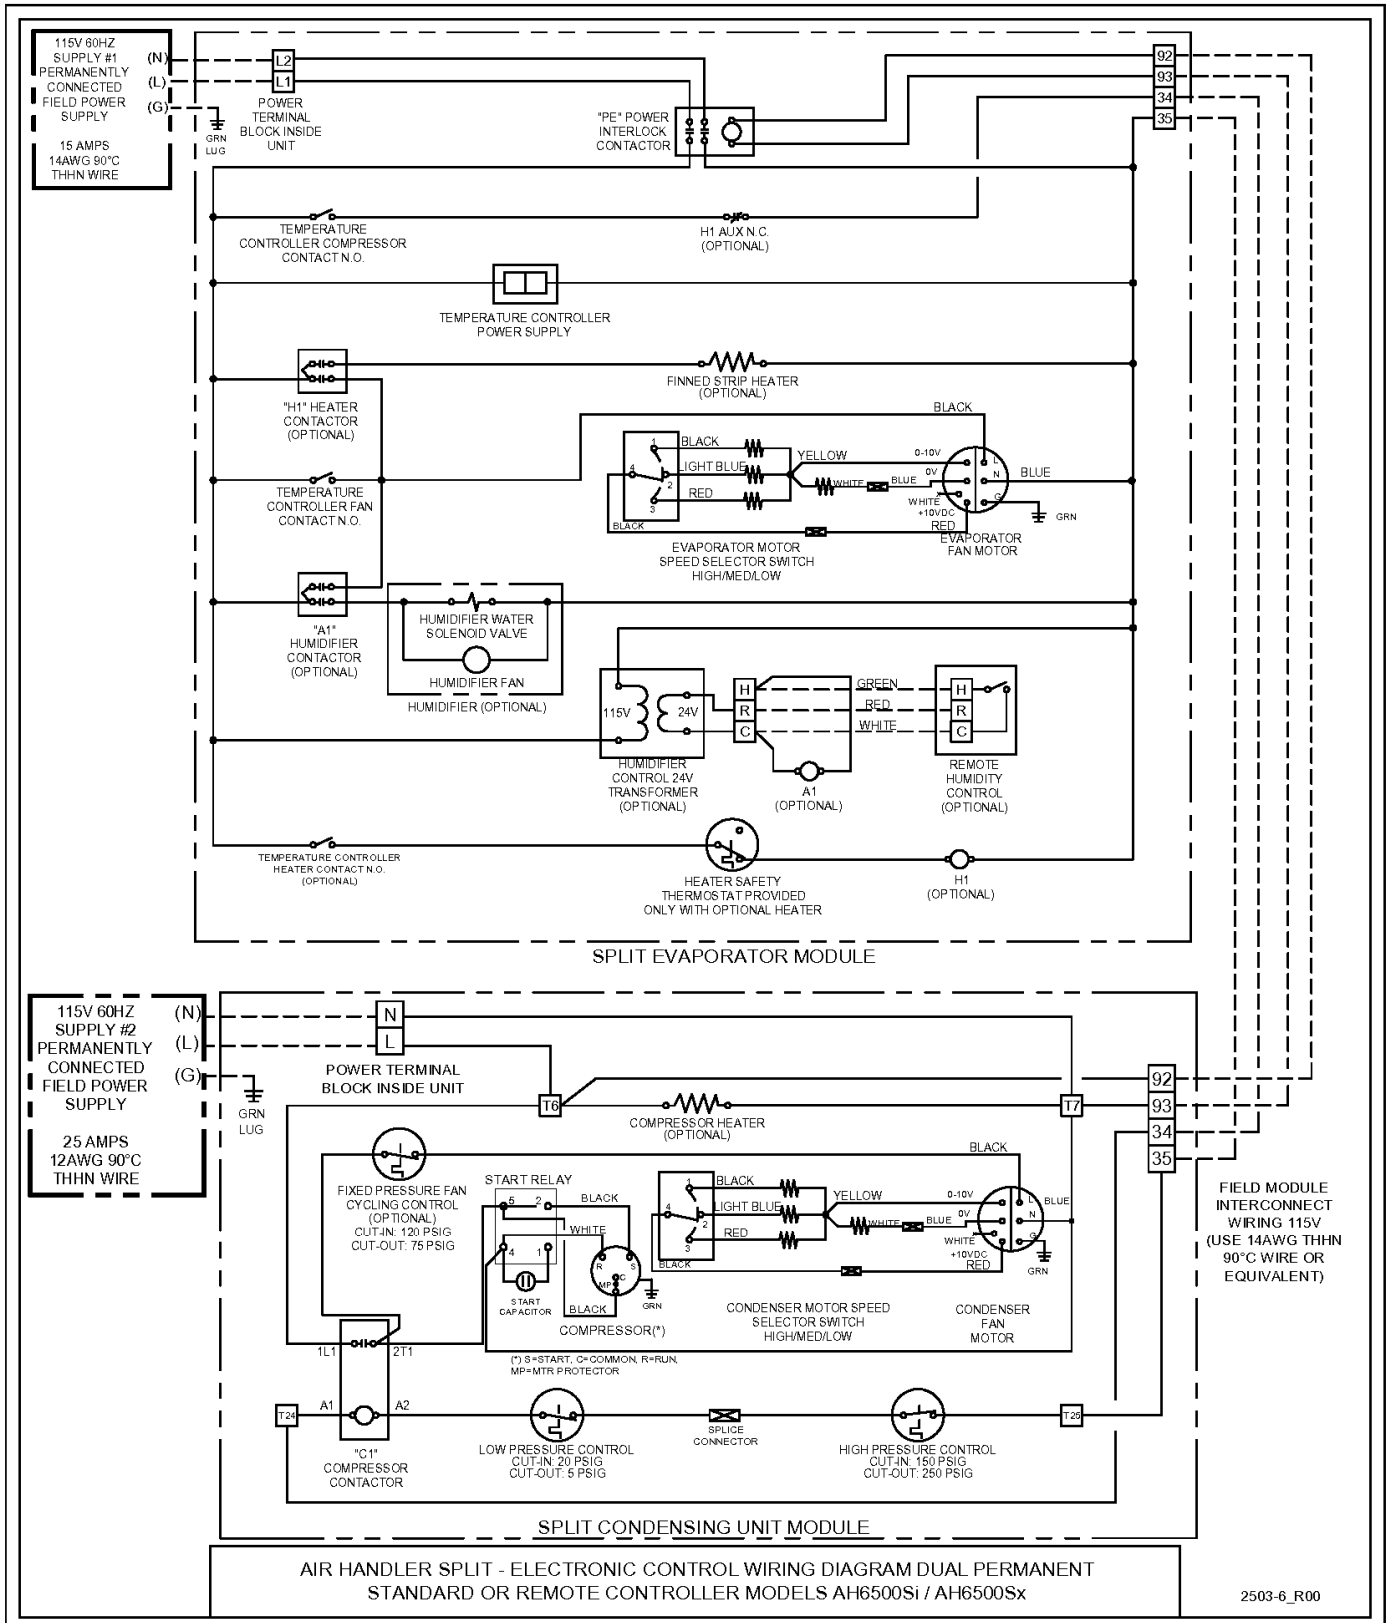 115V 60HZ
SUPPLY #1
PERMANENTLY
CONNECTED
FIELD POWER
SUPPLY
15 AMPS
14AWG 90°C
THHN WIRE
(N)
(L)
(G)
GRN
LUG
L2
L1
POWER
TERMINAL
BLOCK INSIDE
UNIT
"PE" POWER
INTERLOCK
CONTACTOR
92
93
34
35
TEMPERATURE
CONTROLLER COMPRESSOR
CONTACT N.O.
H1 AUX N.C.
(OPTIONAL)
TEMPERATURE CONTROLLER
POWER SUPPLY
"H1" HEATER
CONTACTOR
(OPTIONAL)
FINNED STRIP HEATER
(OPTIONAL)
BLACK
TEMPERATURE
CONTROLLER FAN
CONTACT N.O.
1
4
2
3
BLACK
LIGHT BLUE
RED
BLACK
YELLOW
WHITE
BLUE
0-10V
0V
WHITE
+10VDC
RED
L
N
G
BLUE
GRN
EVAPORATOR
FAN MOTOR
EVAPORATOR MOTOR
SPEED SELECTOR SWITCH
HIGH/MED/LOW
"A1"
HUMIDIFIER
CONTACTOR
(OPTIONAL)
HUMIDIFIER WATER
SOLENOID VALVE
HUMIDIFIER FAN
HUMIDIFIER (OPTIONAL)
115V
24V
HUMIDIFIER
CONTROL 24V
TRANSFORMER
(OPTIONAL)
H
R
C
GREEN
RED
WHITE
A1
(OPTIONAL)
H
R
C
REMOTE
HUMIDITY
CONTROL
(OPTIONAL)
TEMPERATURE CONTROLLER
HEATER CONTACT N.O.
(OPTIONAL)
HEATER SAFETY
THERMOSTAT PROVIDED
ONLY WITH OPTIONAL HEATER
H1
(OPTIONAL)
SPLIT EVAPORATOR MODULE
115V 60HZ
SUPPLY #2
PERMANENTLY
CONNECTED
FIELD POWER
SUPPLY
25 AMPS
12AWG 90°C
THHN WIRE
(N)
(L)
(G)
GRN
LUG
N
L
POWER TERMINAL
BLOCK INSIDE UNIT
T6
COMPRESSOR HEATER
(OPTIONAL)
T7
92
93
34
35
FIELD MODULE
INTERCONNECT
WIRING 115V
(USE 14AWG THHN
90°C WIRE OR
EQUIVALENT)
FIXED PRESSURE FAN
CYCLING CONTROL
(OPTIONAL)
CUT-IN: 120 PSIG
CUT-OUT: 75 PSIG
START RELAY
5
2
4
1
BLACK
WHITE
START
CAPACITOR
BLACK
R
S
C
MP
GRN
COMPRESSOR(*)
(*) S=START, C=COMMON, R=RUN,
MP=MTR PROTECTOR
BLACK
1
4
2
3
BLACK
LIGHT BLUE
RED
BLACK
YELLOW
WHITE
BLUE
0-10V
0V
WHITE
+10VDC
RED
L
N
G
BLUE
GRN
CONDENSER MOTOR SPEED
SELECTOR SWITCH
HIGH/MED/LOW
CONDENSER
FAN
MOTOR
1L1
2T1
T24
A1
A2
"C1"
COMPRESSOR
CONTACTOR
LOW PRESSURE CONTROL
CUT-IN: 20 PSIG
CUT-OUT: 5 PSIG
SPLICE
CONNECTOR
HIGH PRESSURE CONTROL
CUT-IN: 150 PSIG
CUT-OUT: 250 PSIG
T25
SPLIT CONDENSING UNIT MODULE
AIR HANDLER SPLIT - ELECTRONIC CONTROL WIRING DIAGRAM DUAL PERMANENT
STANDARD OR REMOTE CONTROLLER MODELS AH6500Si / AH6500Sx
2503-6_R00